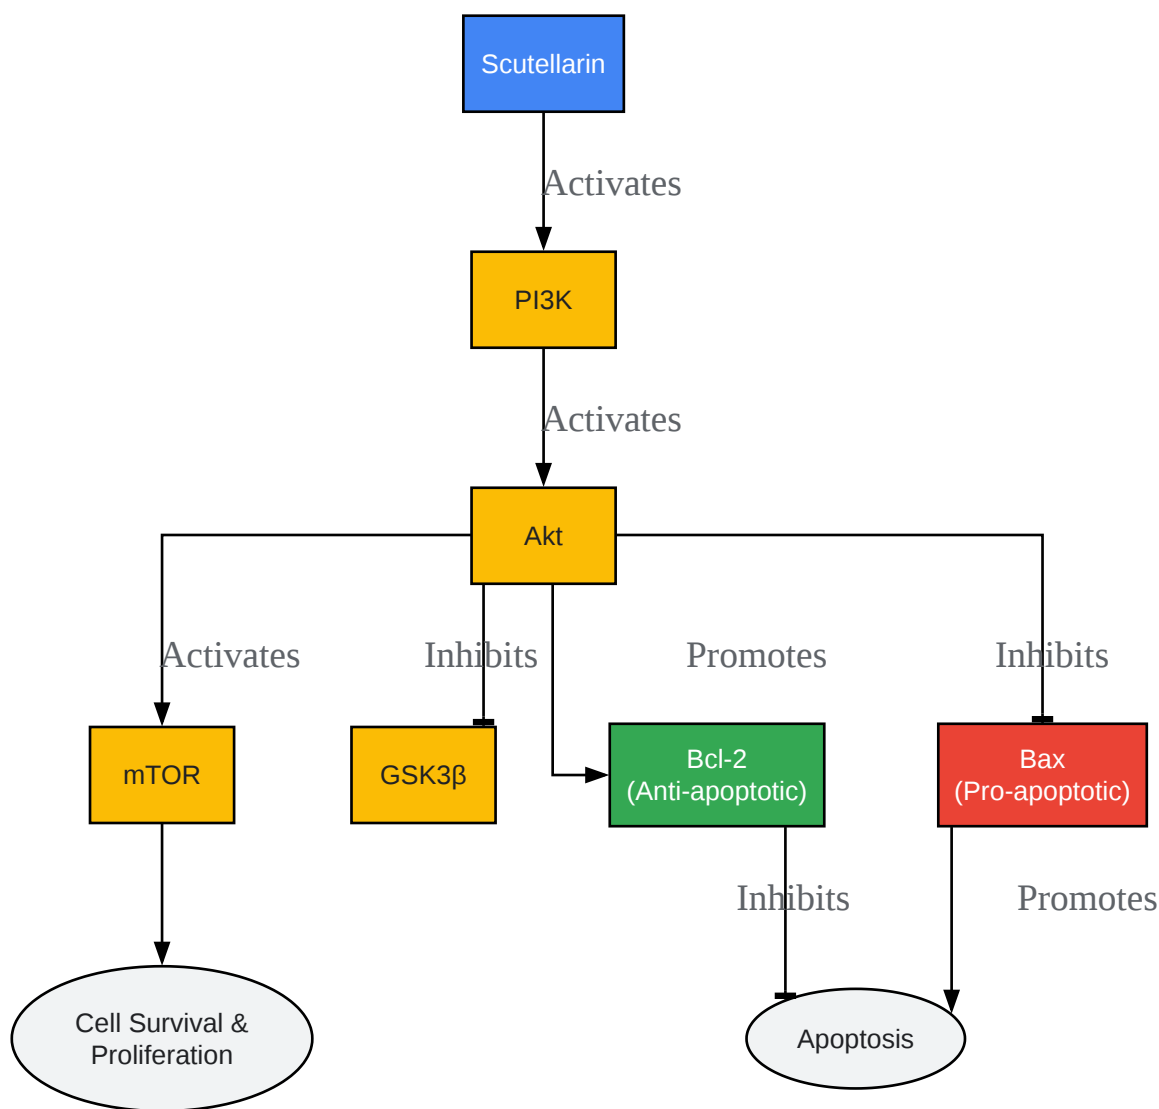 Scutellarin
Activates
PI3K
Activates
Akt
Activates
Inhibits
Promotes
Inhibits
mTOR
GSK3β
Bcl-2
(Anti-apoptotic)
Bax
(Pro-apoptotic)
Inhibits
Promotes
Cell Survival &
Proliferation
Apoptosis